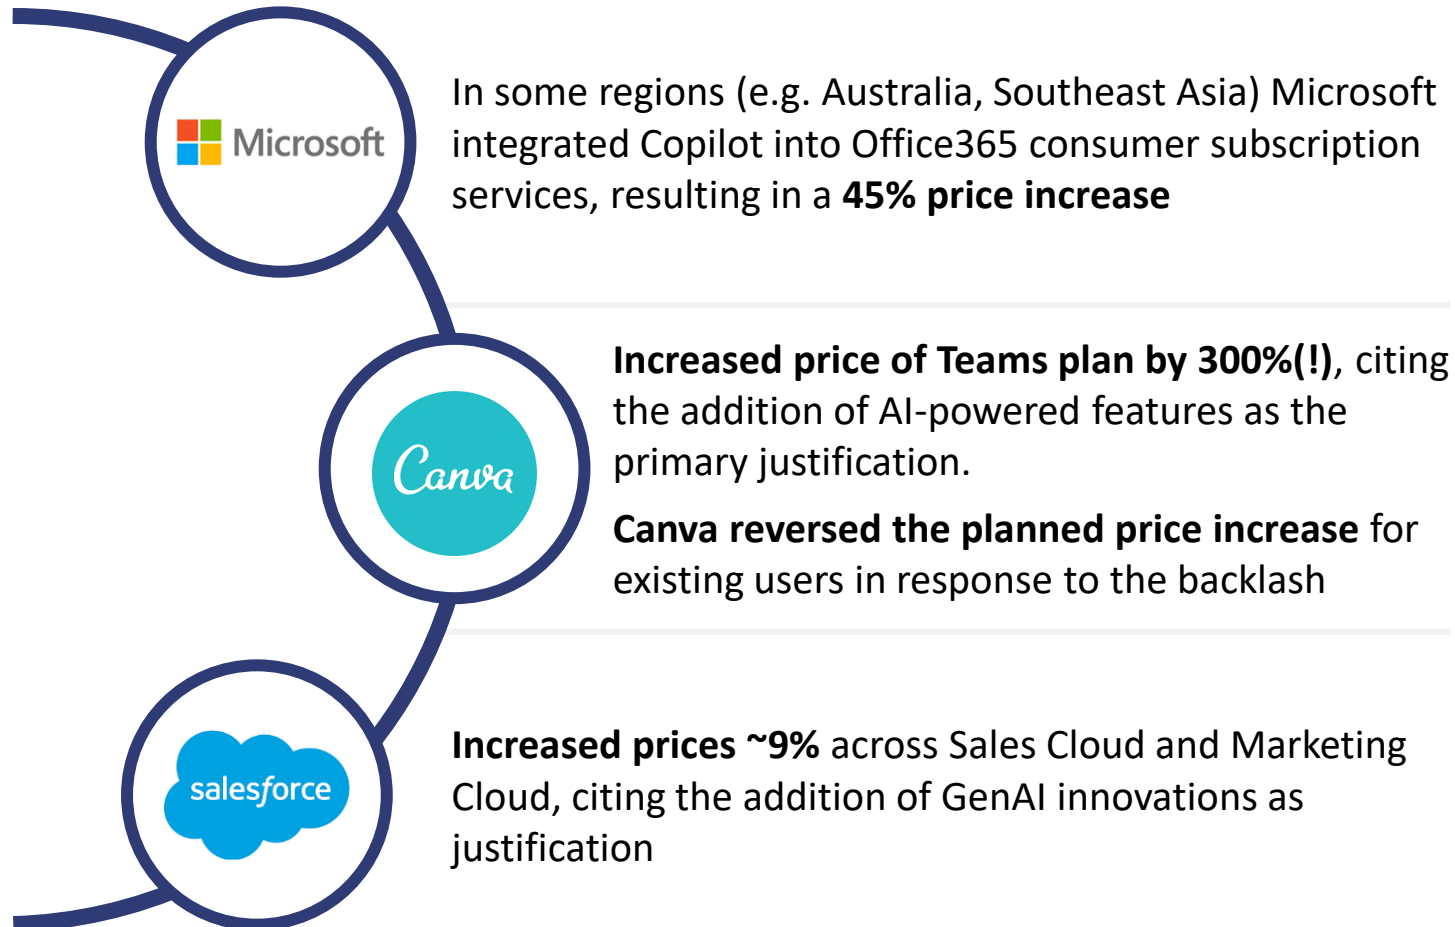 Microsoft
In some regions (e.g. Australia, Southeast Asia) Microsoft
integrated Copilot into Office365 consumer subscription
services, resulting in a 45% price increase
Canva
Increased price of Teams plan by 300%(!), citing
the addition of AI-powered features as the
primary justification.
Canva reversed the planned price increase for
existing users in response to the backlash
salesforce
Increased prices ~9% across Sales Cloud and Marketing
Cloud, citing the addition of GenAI innovations as
justification